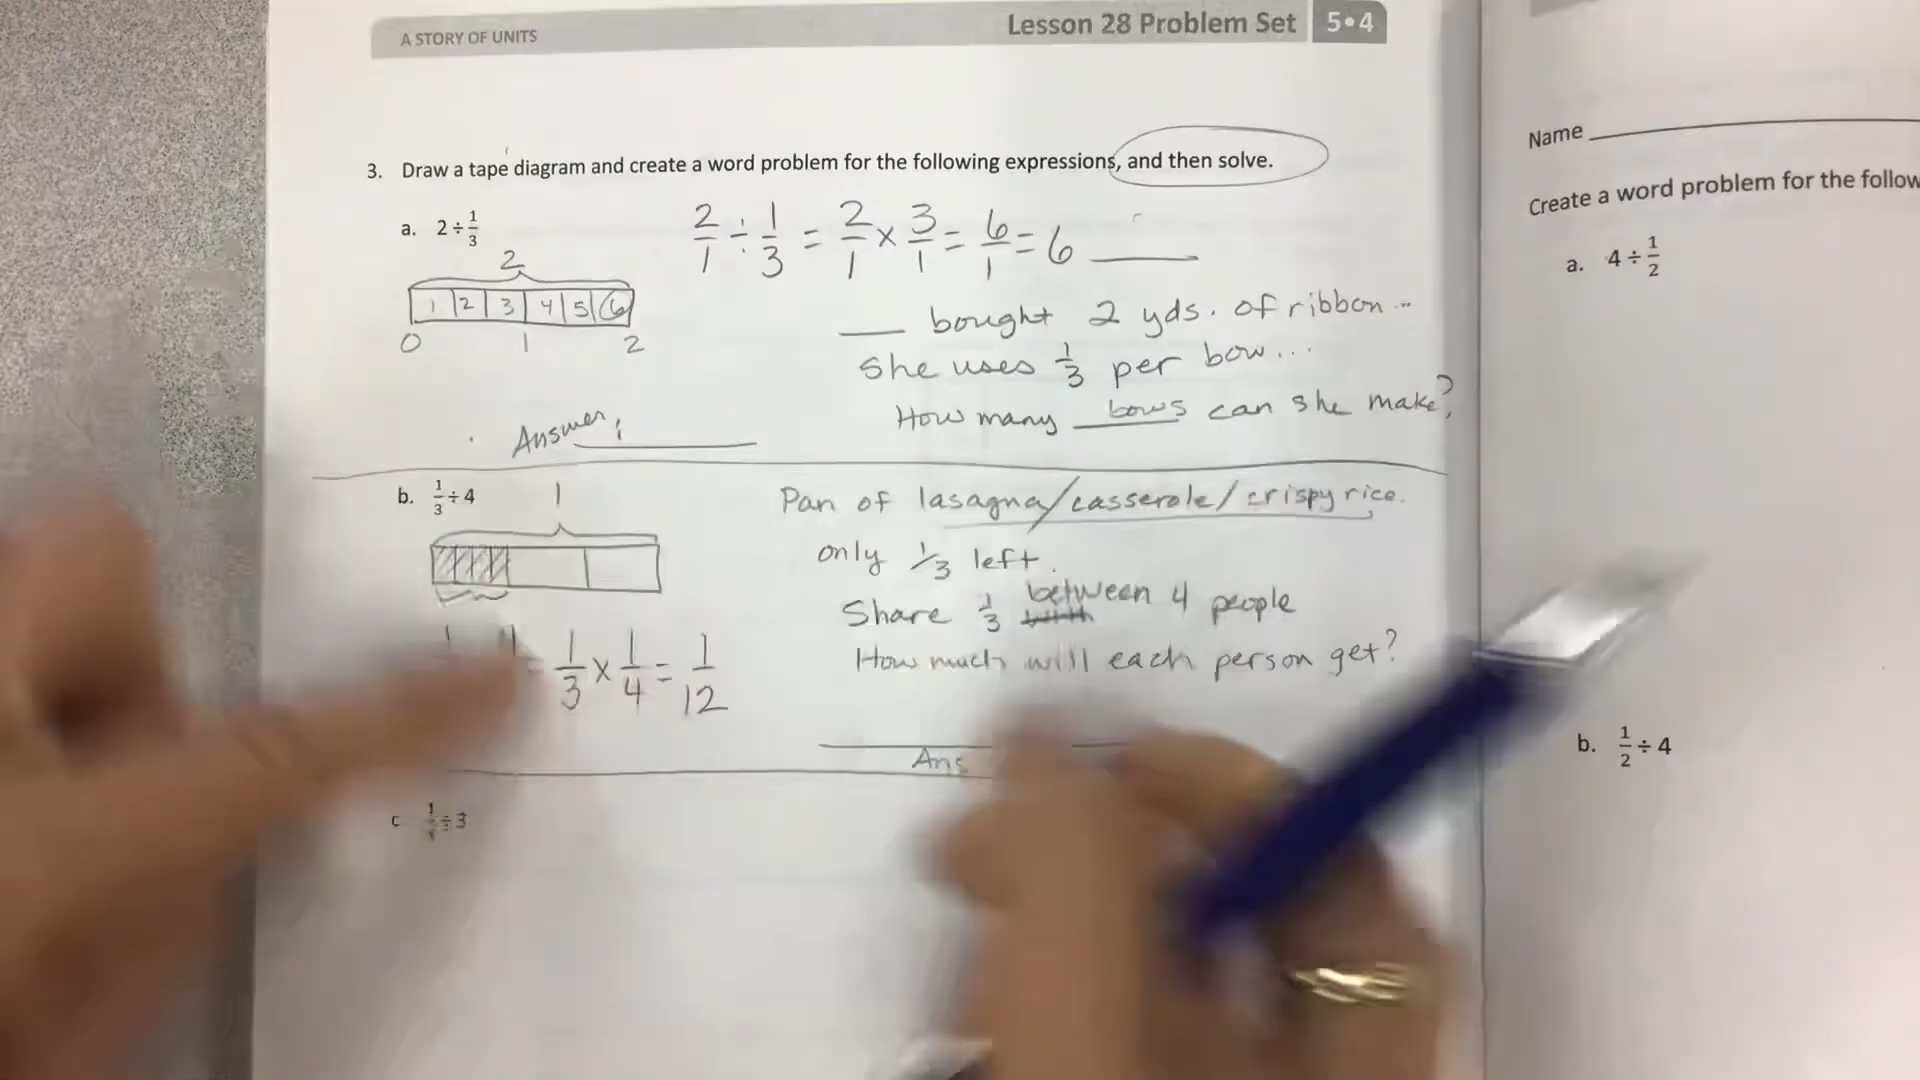 A STORY OF UNITS
Lesson 28 Problem Set 5•4
3. Draw a tape diagram and create a word problem for the following expressions, and then solve.
a. 2 ÷ 1/3
2/1 ÷ 1/3 = 2/1 × 3/1 = 6/1 = 6 ____
2
1 2 3 4 5 6
0 1 2
____ bought 2 yds. of ribbon...
She uses 1/3 per bow...
How many bows can she make?
Answer: ____
b. 1/3 ÷ 4
1
Pan of lasagna/casserole/crispy rice.
only 1/3 left.
Share 1/3 between 4 people
How much will each person get?
= 1/3 × 1/4 = 1/12
Ans
c ÷ 3
Name ____
Create a word problem for the follow
a. 4 ÷ 1/2
b. 1/2 ÷ 4